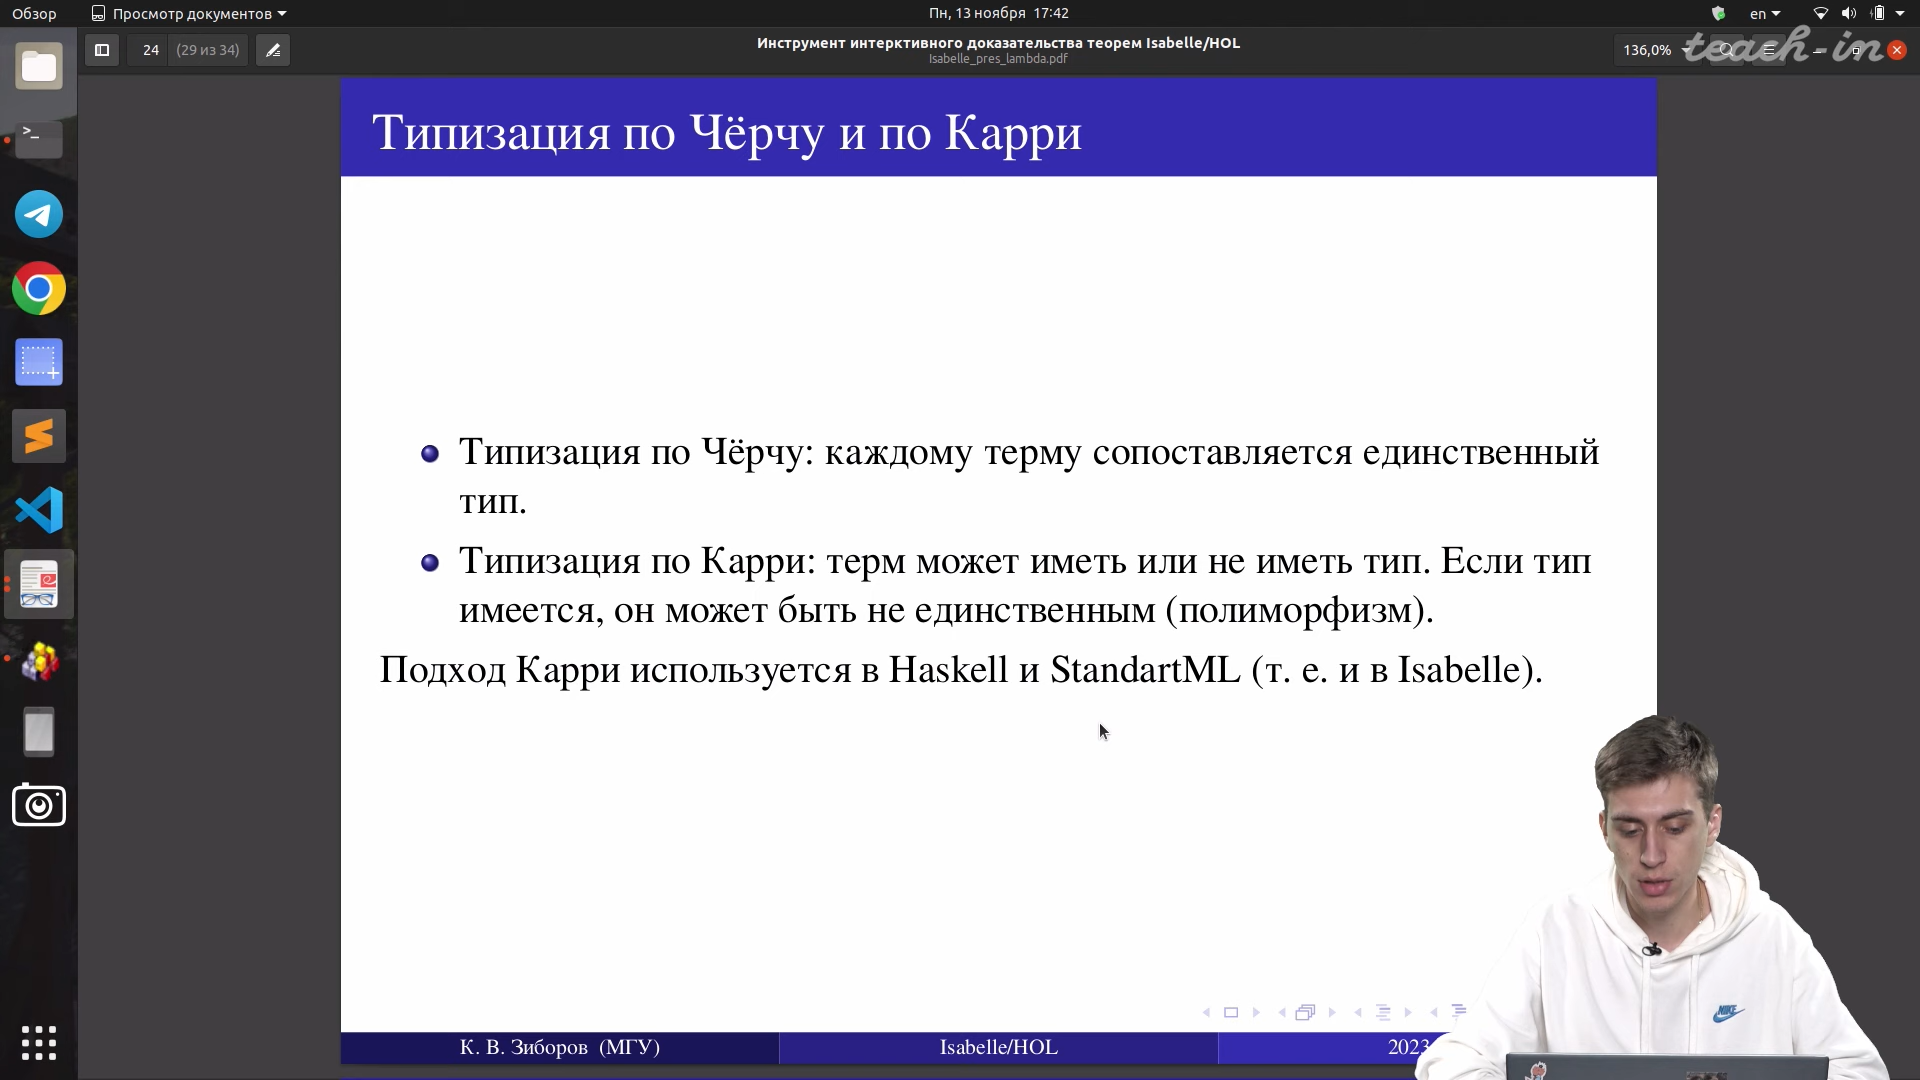 Обзор
Просмотр документов
Пн, 13 ноября 17:42
en
24 (29 из 34)
Инструмент интерктивного доказательства теорем Isabelle/HOL
Isabelle_pres_lambda.pdf
136,0%
teach-in
Типизация по Чёрчу и по Карри
Типизация по Чёрчу: каждому терму сопоставляется единственный
тип.
Типизация по Карри: терм может иметь или не иметь тип. Если тип
имеется, он может быть не единственным (полиморфизм).
Подход Карри используется в Haskell и StandartML (т. е. и в Isabelle).
К. В. Зиборов (МГУ)
Isabelle/HOL
2023
NIKE